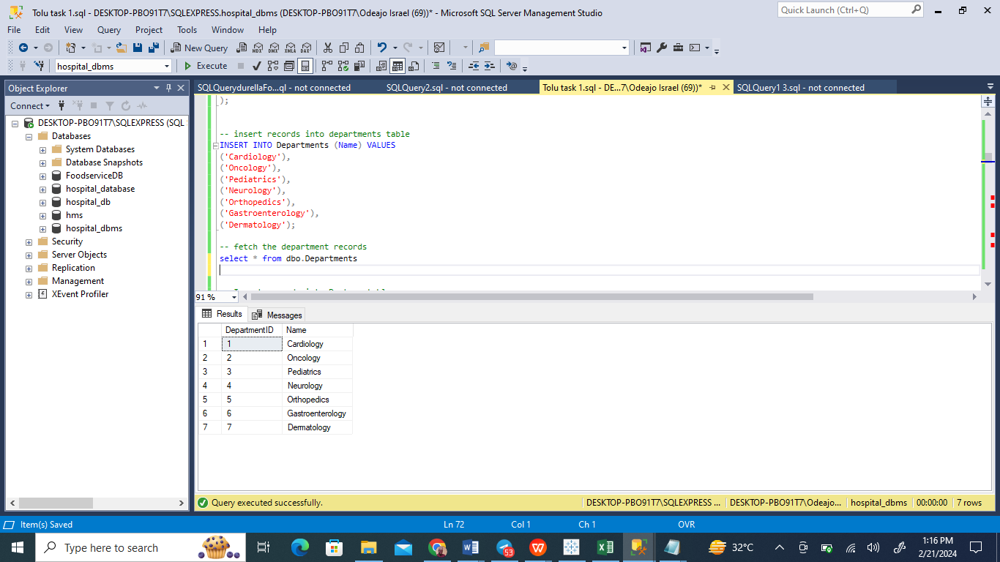 Tolu task 1.sql - DESKTOP-PBO91T7\SQLEXPRESS.hospital_dbms (DESKTOP-PBO91T7\Odeajo Israel (69))* - Microsoft SQL Server Management Studio
Quick Launch (Ctrl+Q)
File Edit View Query Project Tools Window Help
New Query MDX DMX XMLA DAX
hospital_dbms Execute
Object Explorer
SQLQuerydurellaFo...ql - not connected SQLQuery2.sql - not connected Tolu task 1.sql - DE...7\Odeajo Israel (69))* SQLQuery1 3.sql - not connected
Connect
DESKTOP-PBO91T7\SQLEXPRESS (SQL
Databases
System Databases
Database Snapshots
FoodserviceDB
hospital_database
hospital_db
hms
hospital_dbms
Security
Server Objects
Replication
Management
XEvent Profiler
);
-- insert records into departments table
INSERT INTO Departments (Name) VALUES
('Cardiology'),
('Oncology'),
('Pediatrics'),
('Neurology'),
('Orthopedics'),
('Gastroenterology'),
('Dermatology');
-- fetch the department records
select * from dbo.Departments
91 %
Results Messages
DepartmentID Name
1 1 Cardiology
2 2 Oncology
3 3 Pediatrics
4 4 Neurology
5 5 Orthopedics
6 6 Gastroenterology
7 7 Dermatology
Query executed successfully. DESKTOP-PBO91T7\SQLEXPRESS ... DESKTOP-PBO91T7\Odeajo... hospital_dbms 00:00:00 7 rows
Item(s) Saved Ln 72 Col 1 Ch 1 OVR
Type here to search 53 32°C 1:16 PM
2/21/2024